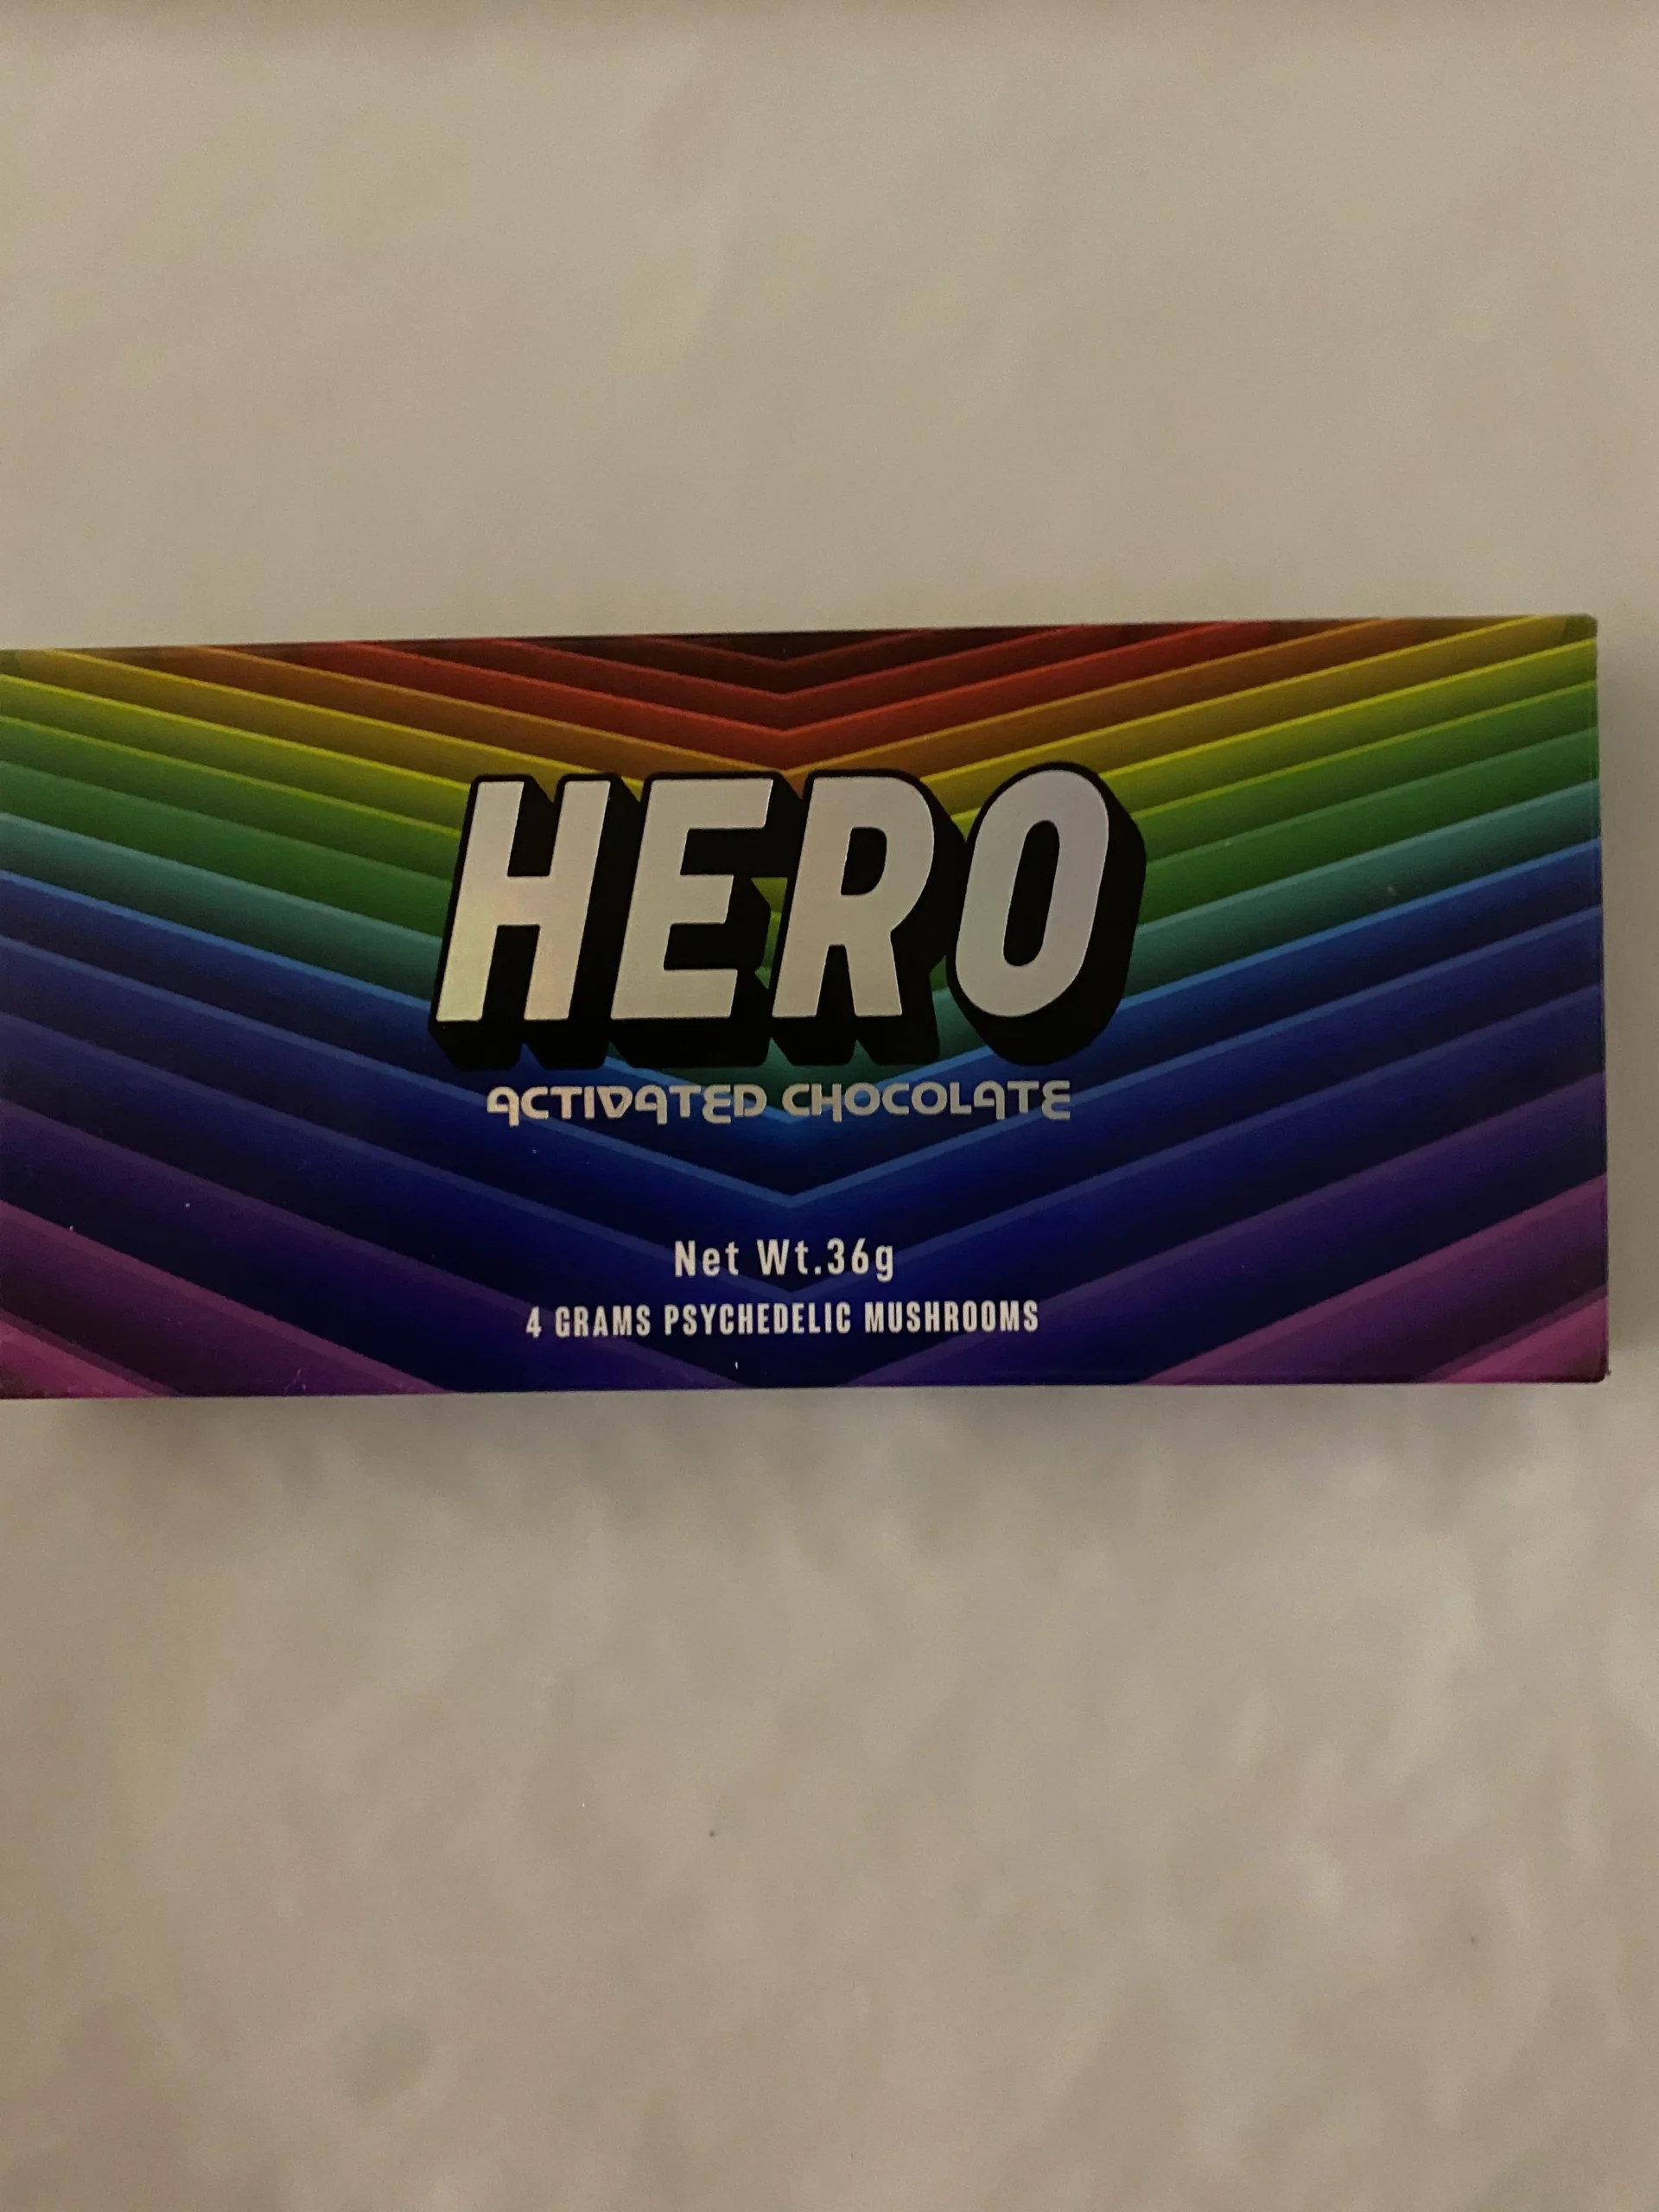 HERO
ACTIVATED CHOCOLATE
Net Wt.36g
4 GRAMS PSYCHEDELIC MUSHROOMS